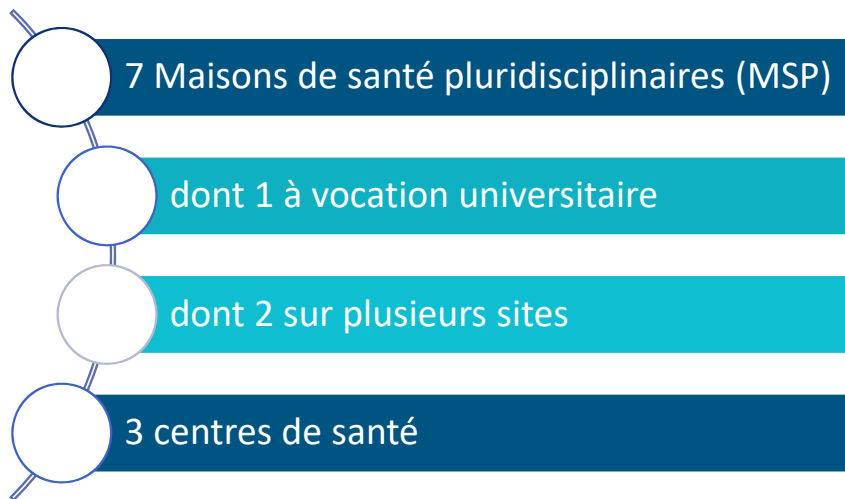 7 Maisons de santé pluridisciplinaires (MSP)
dont 1 à vocation universitaire
dont 2 sur plusieurs sites
3 centres de santé